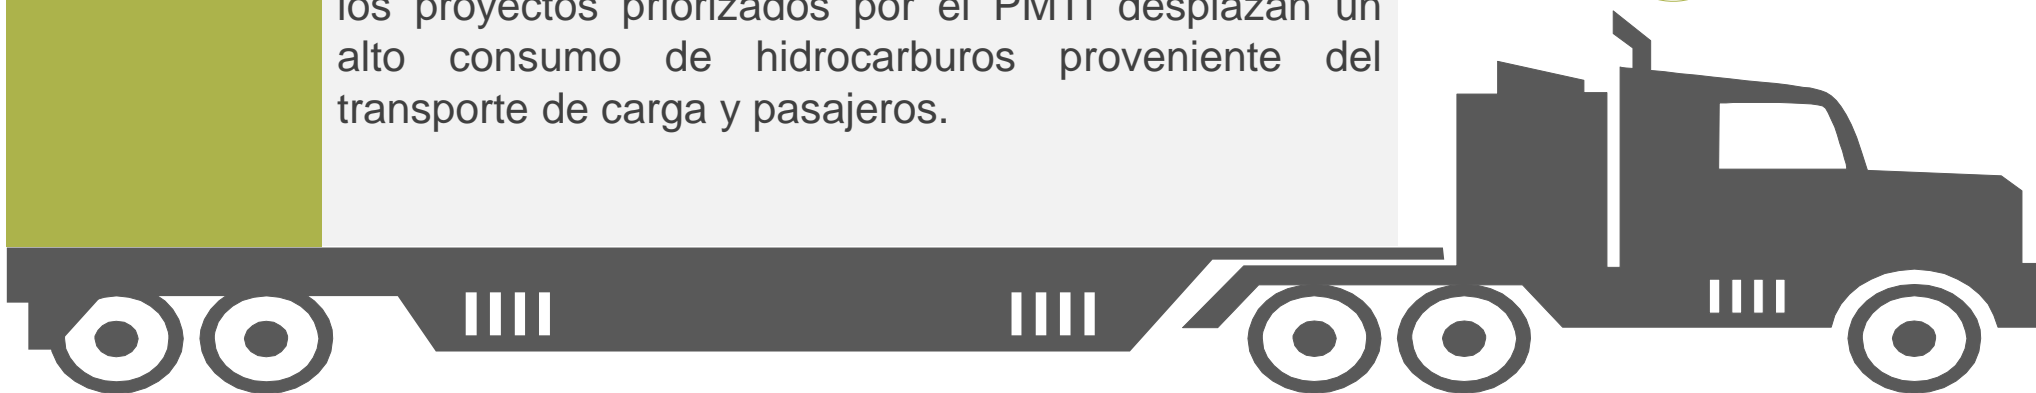 los proyectos priorizados por el PMTI desplazan un
alto consumo de hidrocarburos proveniente del
transporte de carga y pasajeros.